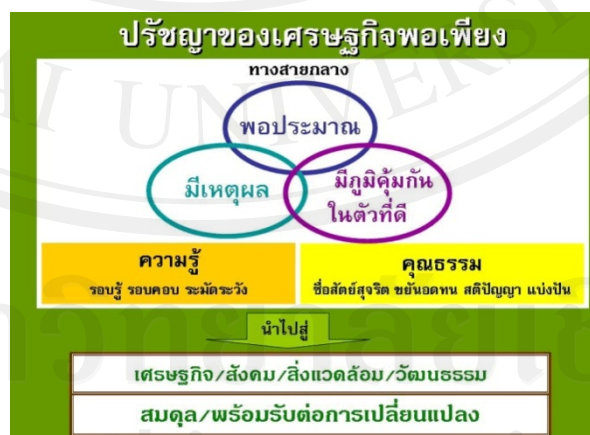 ปรัชญาของเศรษฐกิจพอเพียง
ทางสายกลาง
พอประมาณ
มีเหตุผล
มีภูมิคุ้มกัน
ในตัวที่ดี
ความรู้
รอบรู้ รอบคอบ ระมัดระวัง
คุณธรรม
ซื่อสัตย์สุจริต ขยันอดทน สติปัญญา แบ่งปัน
นำไปสู่
เศรษฐกิจ/สังคม/สิ่งแวดล้อม/วัฒนธรรม
สมดุล/พร้อมรับต่อการเปลี่ยนแปลง